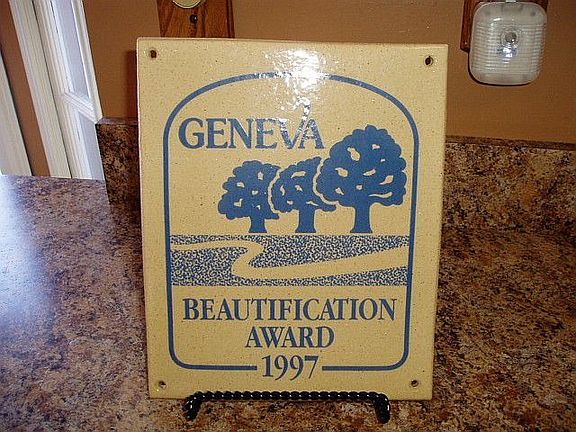 GENEVA
BEAUTIFICATION
AWARD
1997